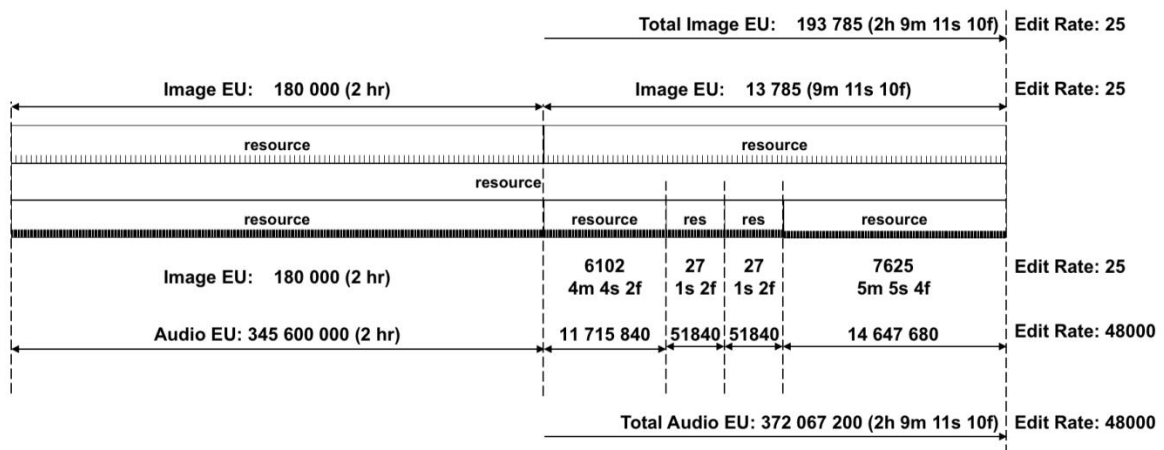 Total Image EU: 193 785 (2h 9m 11s 10f) Edit Rate: 25
Image EU: 180 000 (2 hr) Image EU: 13 785 (9m 11s 10f) Edit Rate: 25
resource resource
resource
resource resource res res resource
Image EU: 180 000 (2 hr) 6102 27 27 7625 Edit Rate: 25
4m 4s 2f 1s 2f 1s 2f 5m 5s 4f
Audio EU: 345 600 000 (2 hr) 11 715 840 51840 51840 14 647 680 Edit Rate: 48000
Total Audio EU: 372 067 200 (2h 9m 11s 10f) Edit Rate: 48000